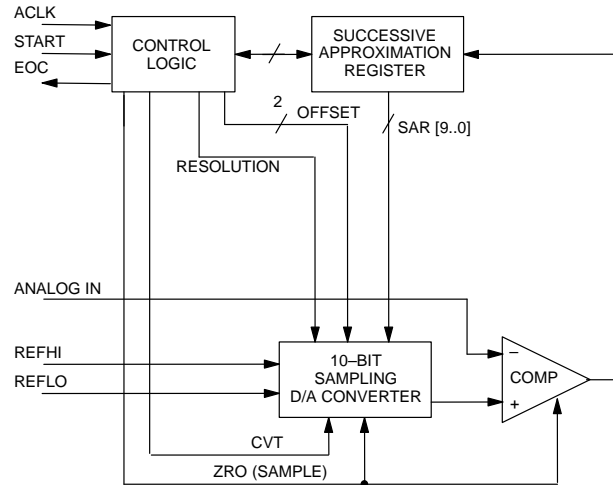 ACLK
START
EOC
CONTROL
LOGIC
SUCCESSIVE
APPROXIMATION
REGISTER
2
OFFSET
SAR [9..0]
RESOLUTION
ANALOG IN
REFHI
REFLO
10–BIT
SAMPLING
D/A CONVERTER
–
COMP
+
CVT
ZRO (SAMPLE)